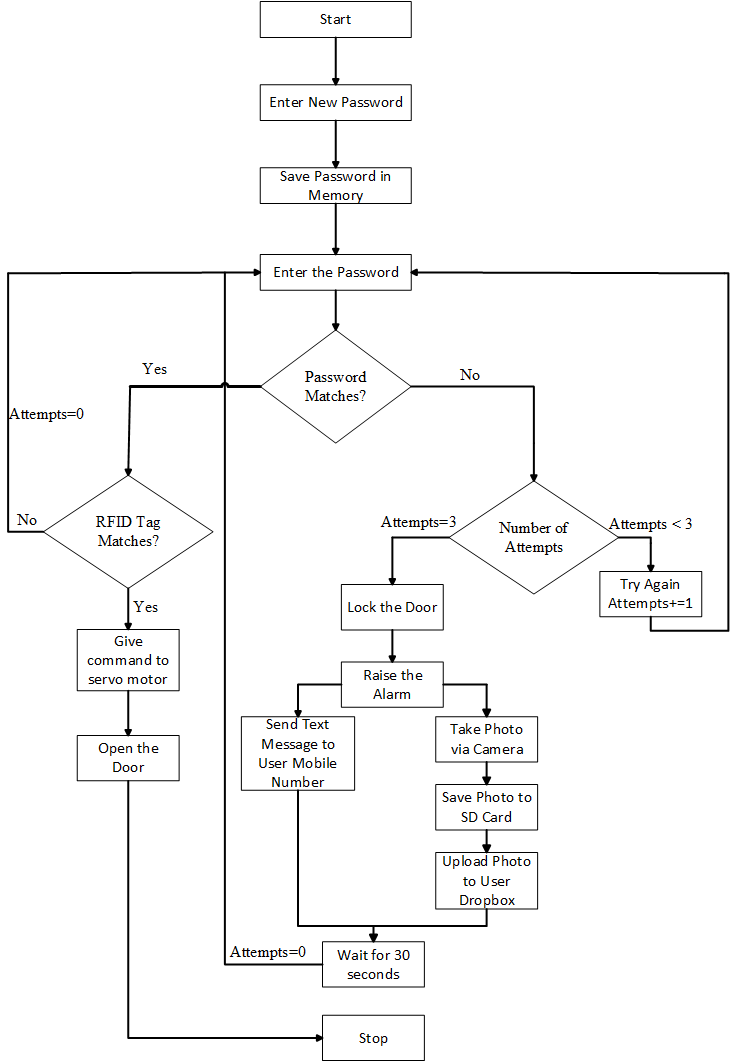 Start
Enter New Password
Save Password in
Memory
Enter the Password
Password
Matches?
Yes
No
Attempts=0
RFID Tag
Matches?
No
Yes
Number of
Attempts
Attempts=3
Attempts < 3
Try Again
Attempts+=1
Lock the Door
Give
command to
servo motor
Raise the
Alarm
Open the
Door
Send Text
Message to
User Mobile
Number
Take Photo
via Camera
Save Photo to
SD Card
Upload Photo
to User
Dropbox
Attempts=0
Wait for 30
seconds
Stop